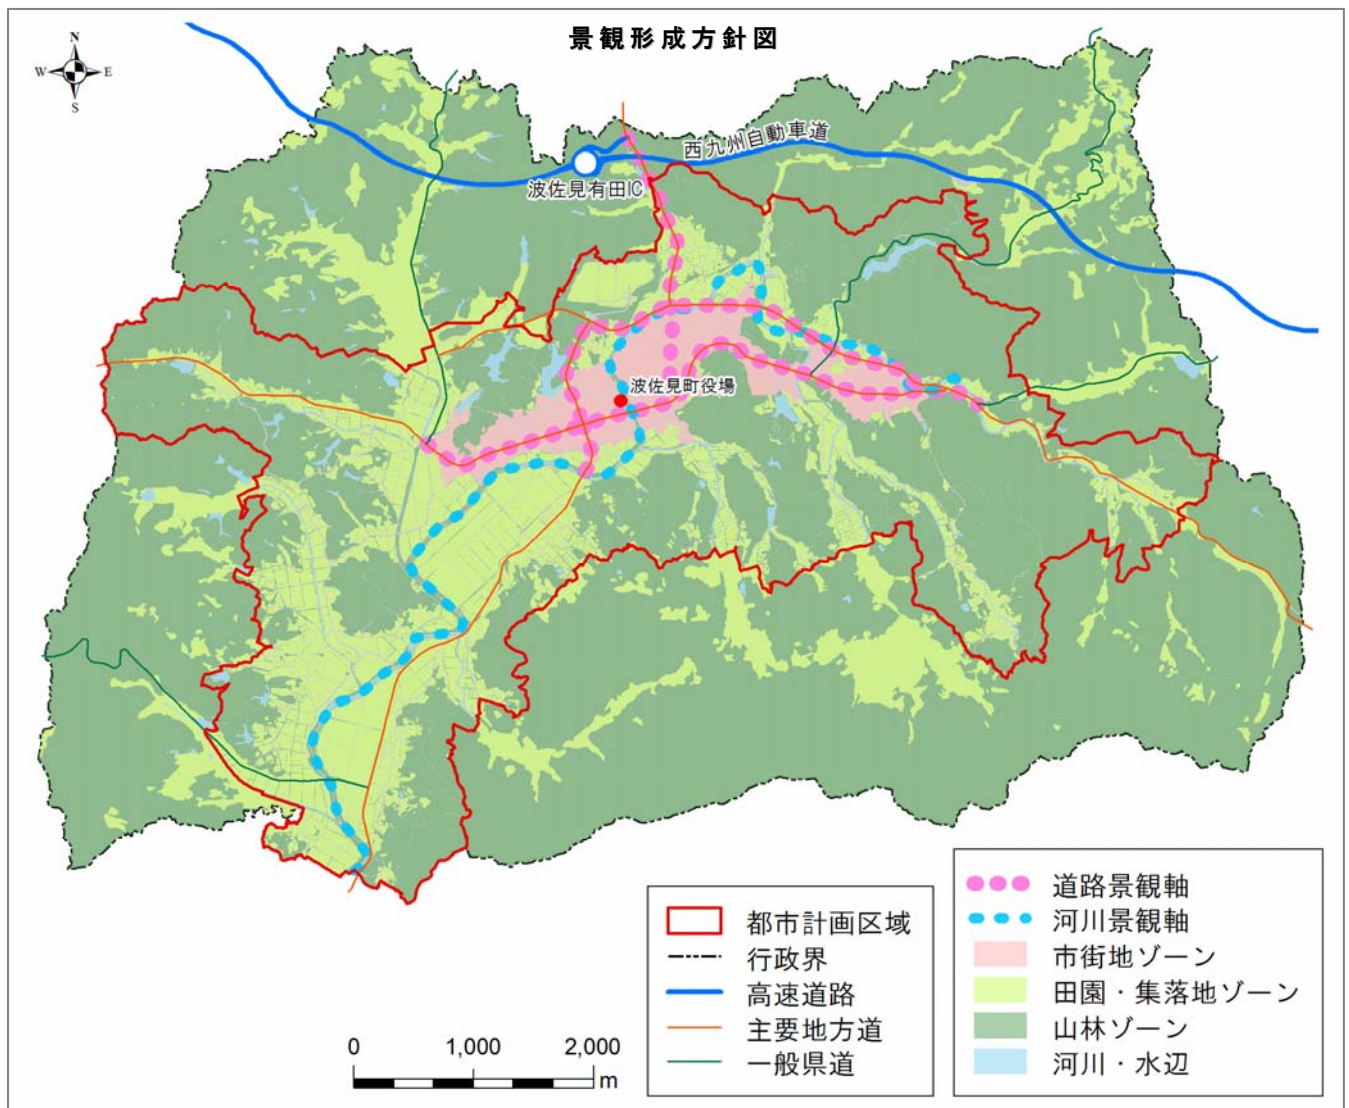 景観形成方針図
N
W
E
S
西九州自動車道
波佐見有田IC
波佐見町役場
都市計画区域
行政界
高速道路
主要地方道
一般県道
道路景観軸
河川景観軸
市街地ゾーン
田園・集落地ゾーン
山林ゾーン
河川・水辺
0 1,000 2,000
m